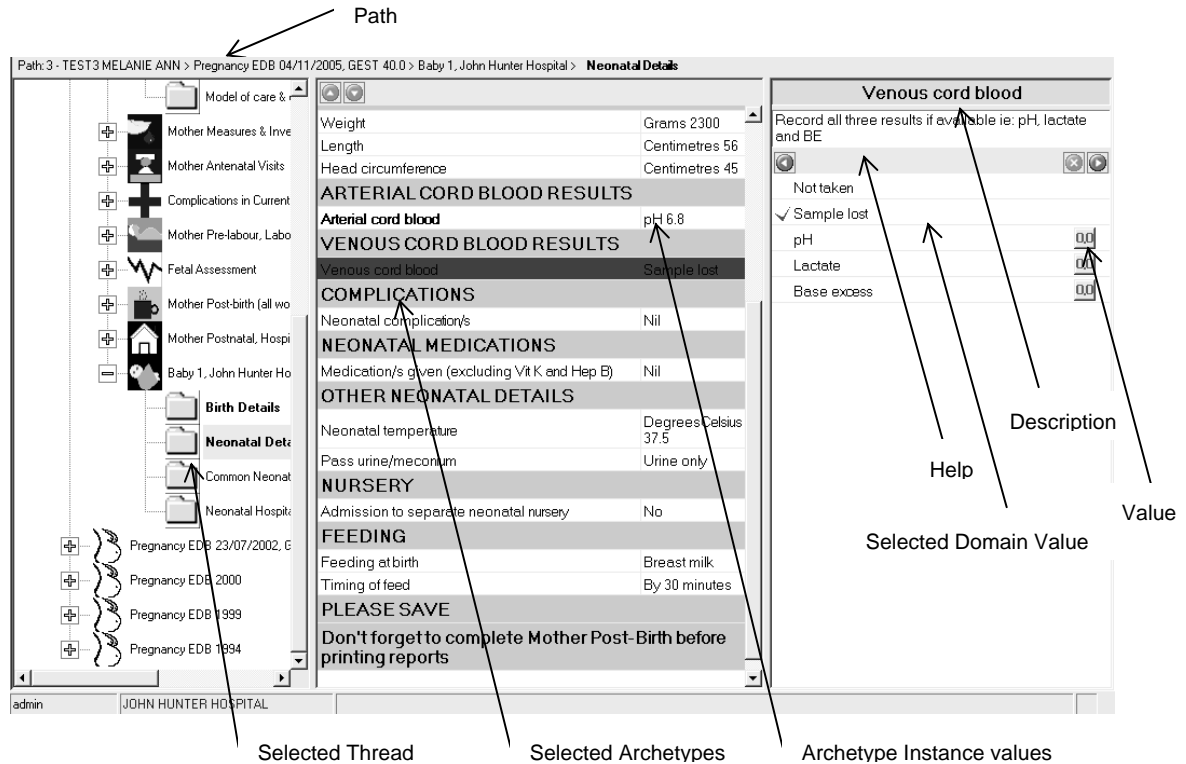 Path
Path: 3 - TEST3 MELANIE ANN > Pregnancy EDB 04/11/2005, GEST 40.0 > Baby 1, John Hunter Hospital > Neonatal Details
Model of care &
Mother Measures & Inve
Mother Antenatal Visits
Complications in Current
Mother Pre-labour, Labo
Fetal Assessment
Mother Post-birth (all wo
Mother Postnatal, Hospi
Baby 1, John Hunter Ho
Birth Details
Neonatal Deta
Common Neonat
Neonatal Hospita
Pregnancy EDB 23/07/2002, G
Pregnancy EDB 2000
Pregnancy EDB 1999
Pregnancy EDB 1994
Weight Grams 2300
Length Centimetres 56
Head circumference Centimetres 45
ARTERIAL CORD BLOOD RESULTS
Arterial cord blood pH 6.8
VENOUS CORD BLOOD RESULTS
Venous cord blood Sample lost
COMPLICATIONS
Neonatal complication/s Nil
NEONATAL MEDICATIONS
Medication/s given (excluding Vit K and Hep B) Nil
OTHER NEONATAL DETAILS
Neonatal temperature DegreesCelsius
37.5
Pass urine/meconium Urine only
NURSERY
Admission to separate neonatal nursery No
FEEDING
Feeding at birth Breast milk
Timing of feed By 30 minutes
PLEASE SAVE
Don't forget to complete Mother Post-Birth before
printing reports
Venous cord blood
Record all three results if available ie: pH, lactate
and BE
Not taken
Sample lost
pH 0,0
Lactate 0,0
Base excess 0,0
Description
Help
Value
Selected Domain Value
admin JOHN HUNTER HOSPITAL
Selected Thread Selected Archetypes Archetype Instance values